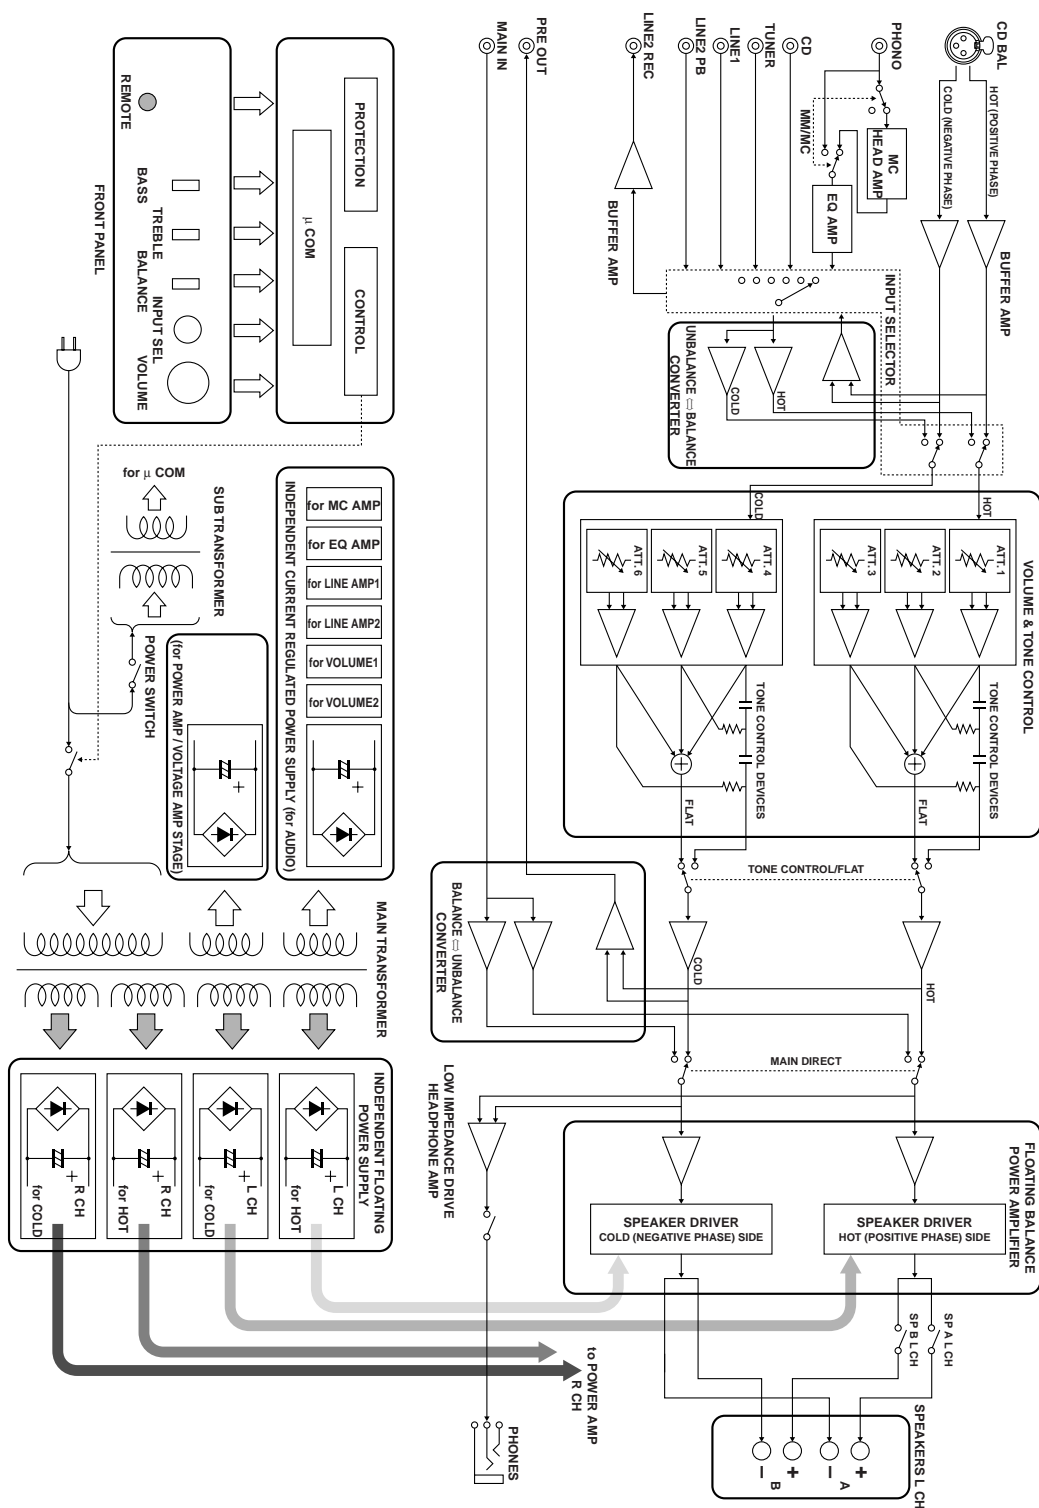 CD BAL
COLD (NEGATIVE PHASE)
HOT (POSITIVE PHASE)
BUFFER AMP
PHONO
MM/MC
MC
HEAD AMP
EQ AMP
CD
TUNER
LINE1
LINE2 PB
LINE2 REC
BUFFER AMP
PRE OUT
MAIN IN
INPUT SELECTOR
UNBALANCE ⇔ BALANCE
CONVERTER
COLD
HOT
VOLUME & TONE CONTROL
HOT
COLD
ATT. 1
ATT. 2
ATT. 3
ATT. 4
ATT. 5
ATT. 6
TONE CONTROL DEVICES
TONE CONTROL DEVICES
FLAT
FLAT
TONE CONTROL/FLAT
BALANCE ⇔ UNBALANCE
CONVERTER
COLD
HOT
MAIN DIRECT
LOW IMPEDANCE DRIVE
HEADPHONE AMP
FLOATING BALANCE
POWER AMPLIFIER
SPEAKER DRIVER
COLD (NEGATIVE PHASE) SIDE
SPEAKER DRIVER
HOT (POSITIVE PHASE) SIDE
SP B L CH
SP A L CH
SPEAKERS L CH
+
–
A
+
–
B
PHONES
to POWER AMP
R CH
FRONT PANEL
REMOTE
BASS
TREBLE
BALANCE
INPUT SEL
VOLUME
PROTECTION
μ COM
CONTROL
for μ COM
SUB TRANSFORMER
POWER SWITCH
INDEPENDENT CURRENT REGULATED POWER SUPPLY (for AUDIO)
for MC AMP
for EQ AMP
for LINE AMP1
for LINE AMP2
for VOLUME1
for VOLUME2
+
(for POWER AMP / VOLTAGE AMP STAGE)
+
MAIN TRANSFORMER
INDEPENDENT FLOATING
POWER SUPPLY
+
L CH
for HOT
+
L CH
for COLD
+
R CH
for HOT
+
R CH
for COLD